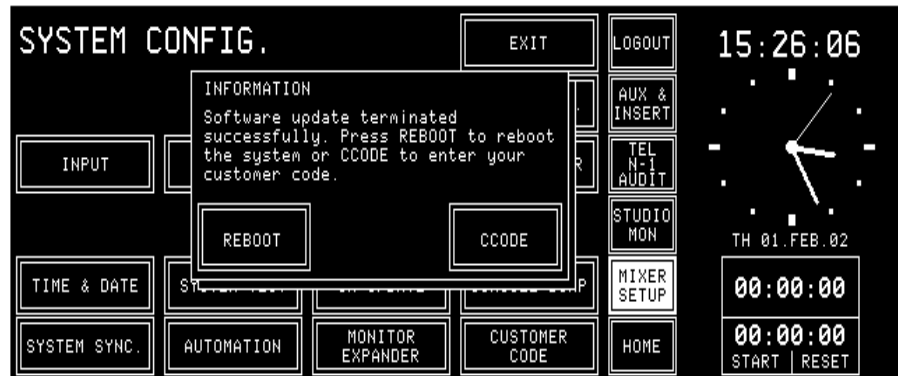 SYSTEM CONFIG.
EXIT
LOGOUT
15:26:06
INFORMATION
Software update terminated
successfully. Press REBOOT to reboot
the system or CCODE to enter your
customer code.
REBOOT
CCODE
AUX &
INSERT
INPUT
TEL
N-1
AUDIT
STUDIO
MON
TH 01.FEB.02
TIME & DATE
MIXER
SETUP
00:00:00
SYSTEM SYNC.
AUTOMATION
MONITOR
EXPANDER
CUSTOMER
CODE
HOME
00:00:00
START
RESET